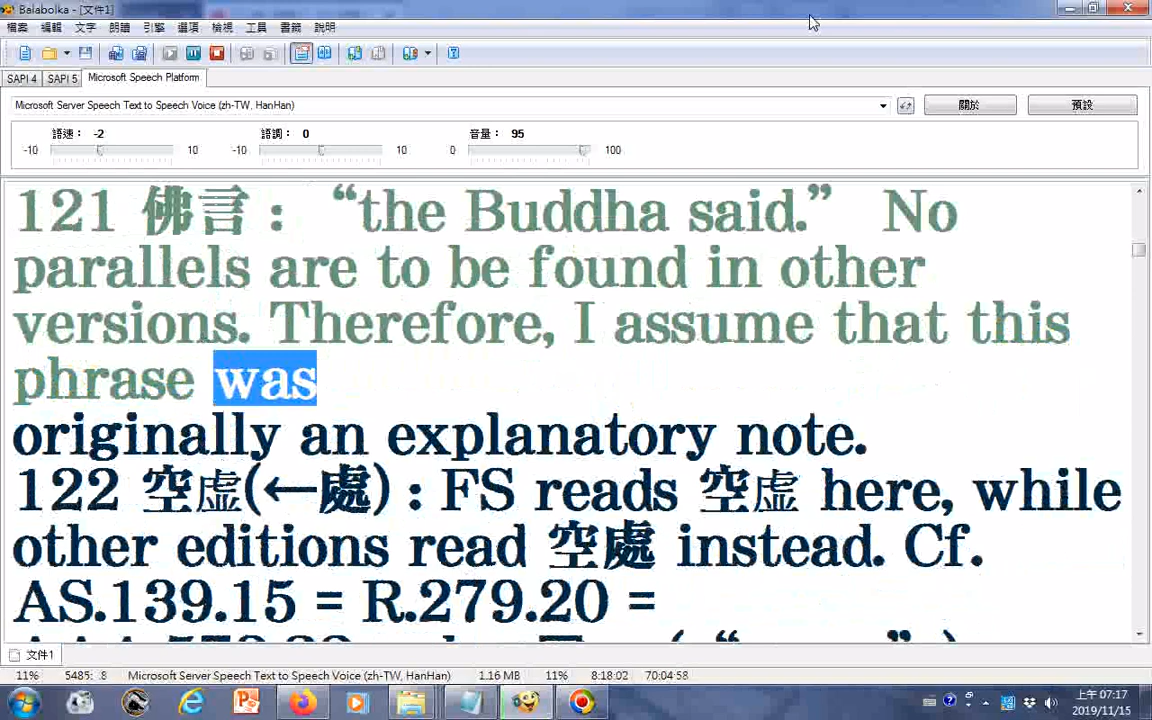 Balabolka - [文件1]
檔案 編輯 文字 朗讀 引擎 選項 檢視 工具 書籤 說明
SAPI 4 SAPI 5 Microsoft Speech Platform
Microsoft Server Speech Text to Speech Voice (zh-TW, HanHan) 關於 預設
語速： -2 語調： 0 音量： 95
-10 10 -10 10 0 100
121 佛言 : “the Buddha said.” No
parallels are to be found in other
versions. Therefore, I assume that this
phrase was
originally an explanatory note.
122 空虛(←處) : FS reads 空虛 here, while
other editions read 空處 instead. Cf.
AS.139.15 = R.279.20 =
文件1
11% 5485: .8 Microsoft Server Speech Text to Speech Voice (zh-TW, HanHan) 1.16 MB 11% 8:18:02 70:04:58
上午 07:17
2019/11/15